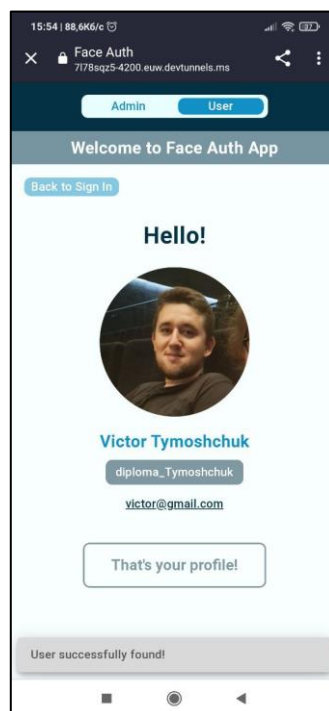 15:54 | 88,6Кб/с
37
Face Auth
7l78sqz5-4200.euw.devtunnels.ms
Admin User
Welcome to Face Auth App
Back to Sign In
Hello!
Victor Tymoshchuk
diploma_Tymoshchuk
victor@gmail.com
That's your profile!
User successfully found!